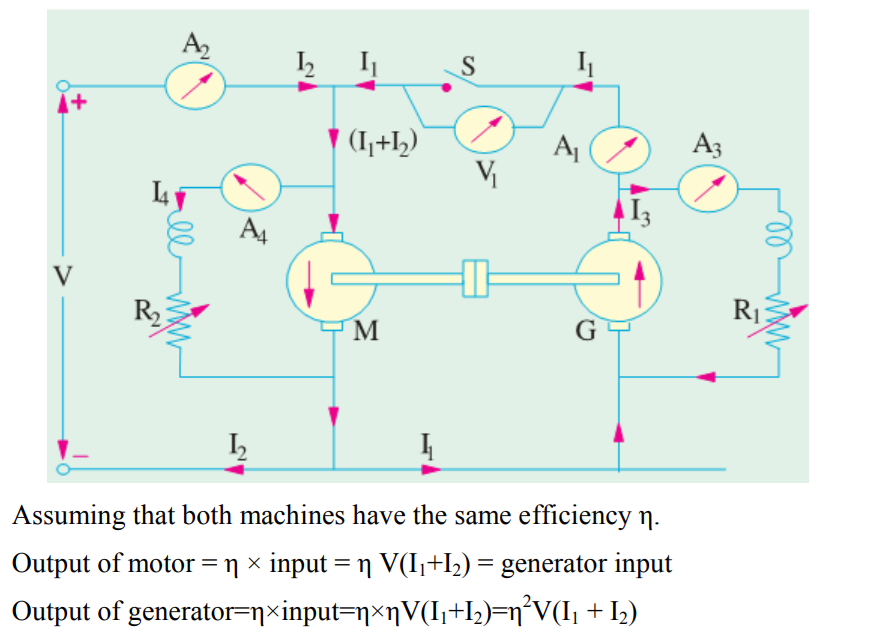 A₂
I₂ I₁ S I₁
+
(I₁+I₂) V₁ A₁ A₃
I₄ A₄ I₃
V
R₂ M G R₁
−
I₂ I₁
Assuming that both machines have the same efficiency η.
Output of motor = η × input = η V(I₁+I₂) = generator input
Output of generator=η×input=η×ηV(I₁+I₂)=η²V(I₁ + I₂)